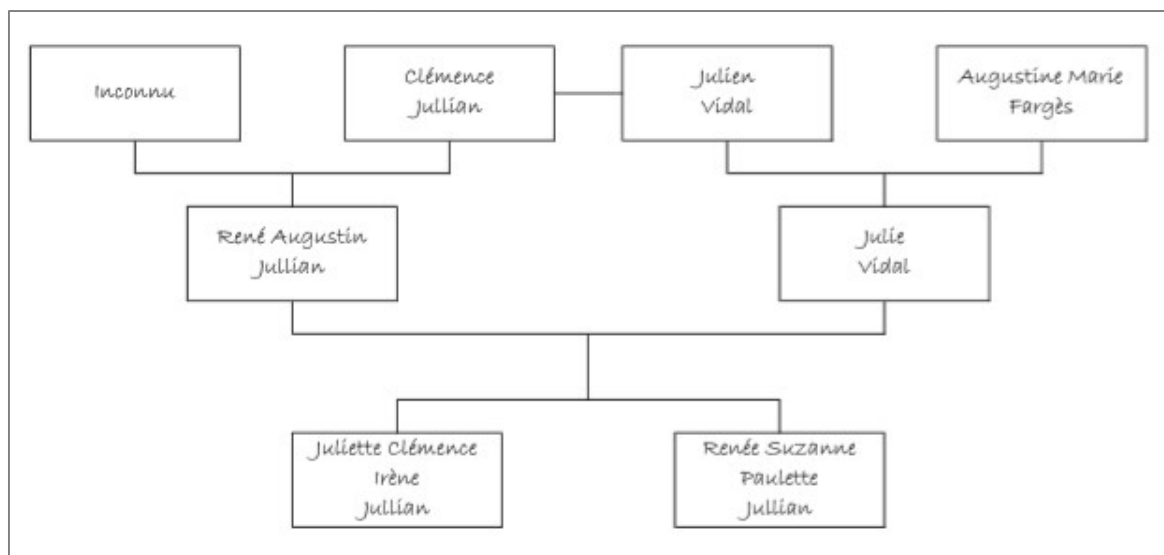 Inconnu
Clémence
Jullian
Julien
Vidal
Augustine Marie
Fargès
René Augustin
Jullian
Julie
Vidal
Juliette Clémence
Irène
Jullian
Renée Suzanne
Paulette
Jullian